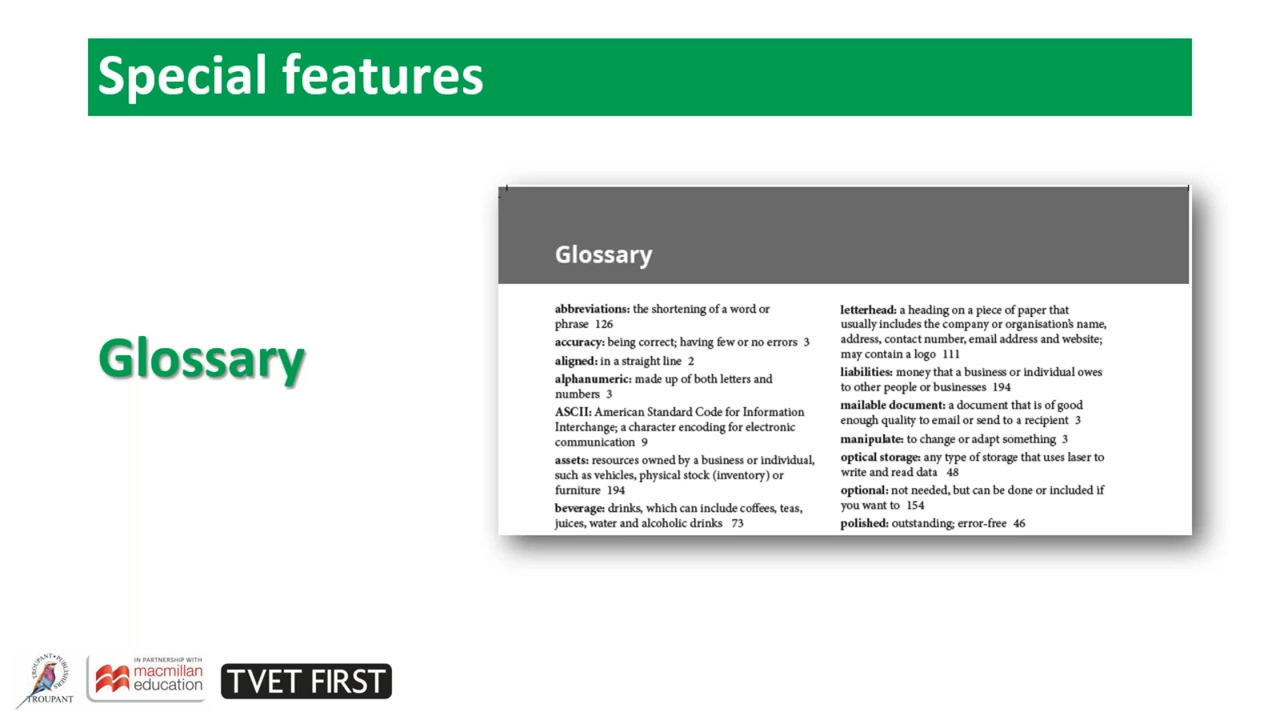 Special features
Glossary
Glossary
abbreviations: the shortening of a word or
phrase 126
accuracy: being correct; having few or no errors 3
aligned: in a straight line 2
alphanumeric: made up of both letters and
numbers 3
ASCII: American Standard Code for Information
Interchange; a character encoding for electronic
communication 9
assets: resources owned by a business or individual,
such as vehicles, physical stock (inventory) or
furniture 194
beverage: drinks, which can include coffees, teas,
juices, water and alcoholic drinks 73
letterhead: a heading on a piece of paper that
usually includes the company or organisation's name,
address, contact number, email address and website;
may contain a logo 111
liabilities: money that a business or individual owes
to other people or businesses 194
mailable document: a document that is of good
enough quality to email or send to a recipient 3
manipulate: to change or adapt something 3
optical storage: any type of storage that uses laser to
write and read data 48
optional: not needed, but can be done or included if
you want to 154
polished: outstanding; error-free 46
TROUPANT • PUBLISHERS
TROUPANT
IN PARTNERSHIP WITH
macmillan
education
TVET FIRST